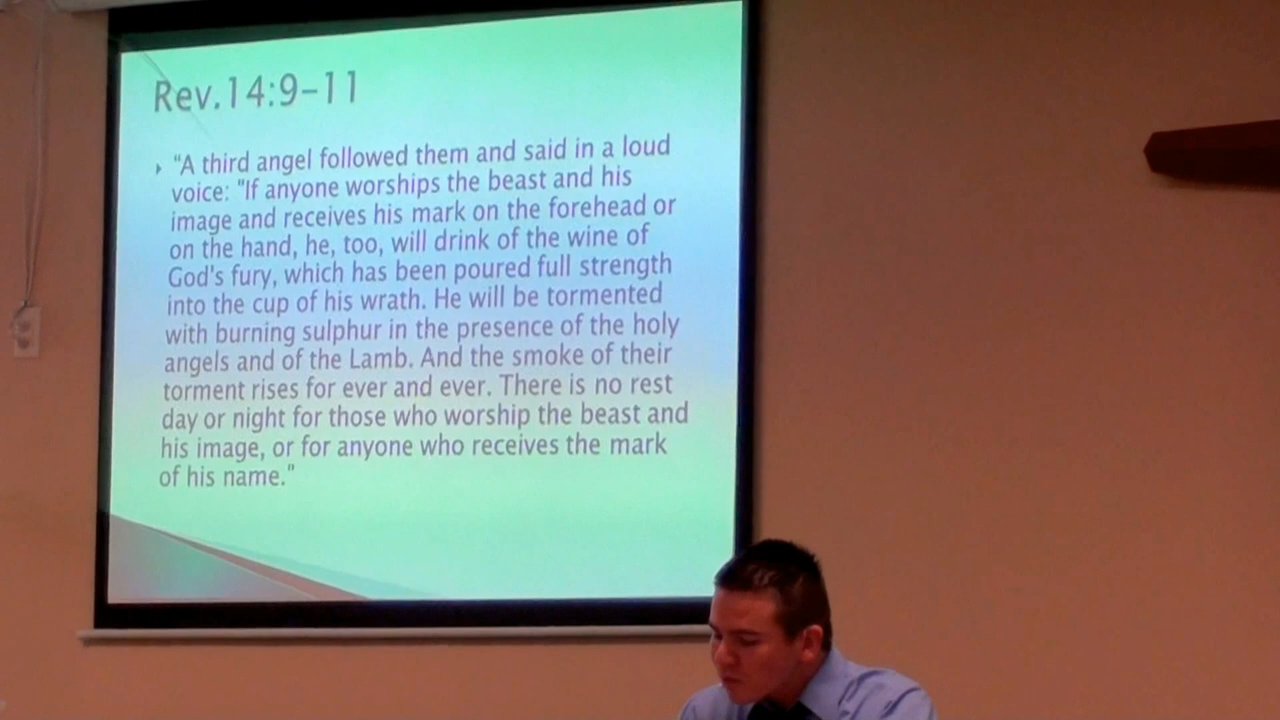 Rev.14:9-11
"A third angel followed them and said in a loud
voice: "If anyone worships the beast and his
image and receives his mark on the forehead or
on the hand, he, too, will drink of the wine of
God's fury, which has been poured full strength
into the cup of his wrath. He will be tormented
with burning sulphur in the presence of the holy
angels and of the Lamb. And the smoke of their
torment rises for ever and ever. There is no rest
day or night for those who worship the beast and
his image, or for anyone who receives the mark
of his name."